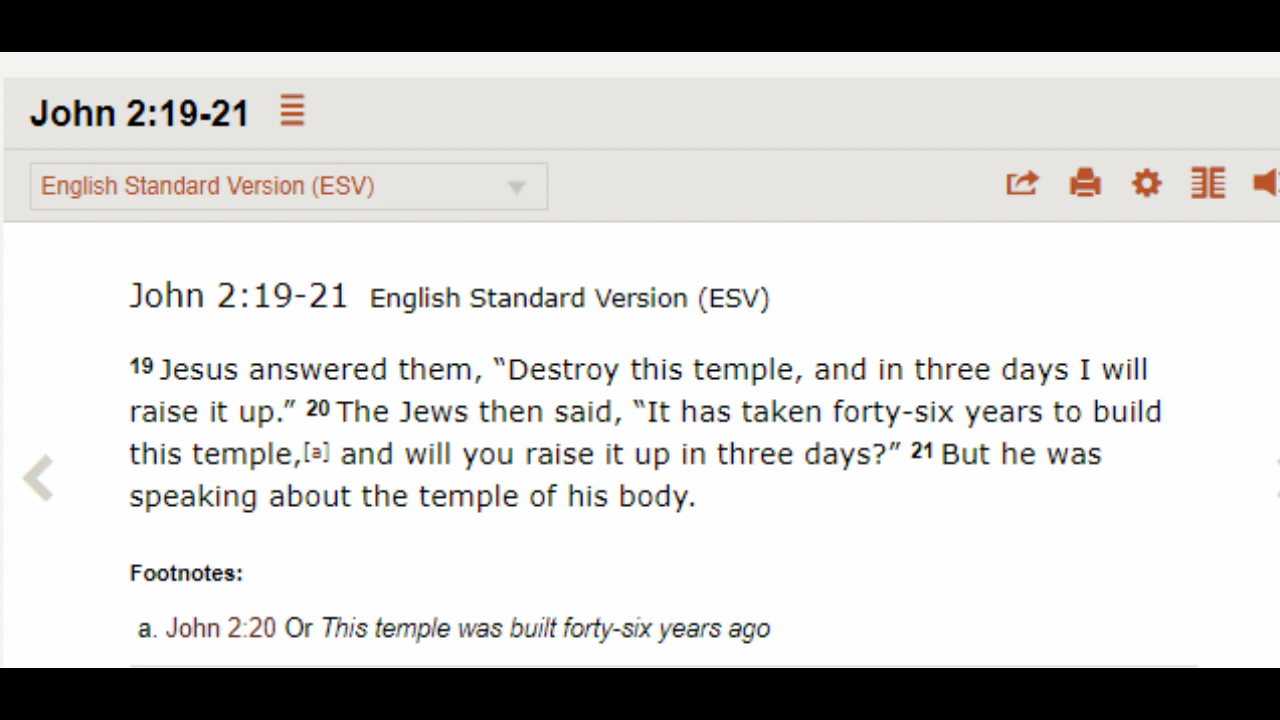 John 2:19-21
English Standard Version (ESV)
John 2:19-21 English Standard Version (ESV)
19 Jesus answered them, “Destroy this temple, and in three days I will
raise it up.” 20 The Jews then said, “It has taken forty-six years to build
this temple,[a] and will you raise it up in three days?” 21 But he was
speaking about the temple of his body.
Footnotes:
a. John 2:20 Or This temple was built forty-six years ago